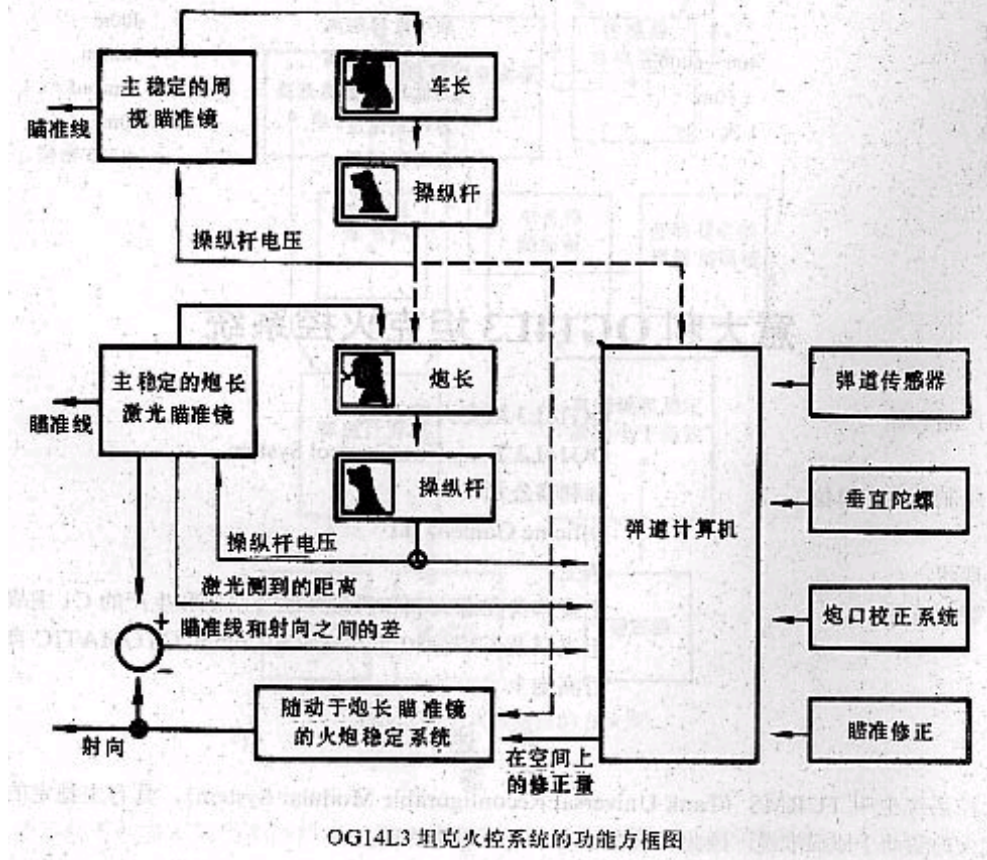 主稳定的周
视瞄准镜
瞄准线
车长
操纵杆
操纵杆电压
主稳定的炮长
激光瞄准镜
瞄准线
炮长
操纵杆
操纵杆电压
激光测到的距离
瞄准线和射向之间的差
+
−
射向
随动于炮长瞄准镜
的火炮稳定系统
在空间上
的修正量
弹道计算机
弹道传感器
垂直陀螺
炮口校正系统
瞄准修正
OG14L3 坦克火控系统的功能方框图